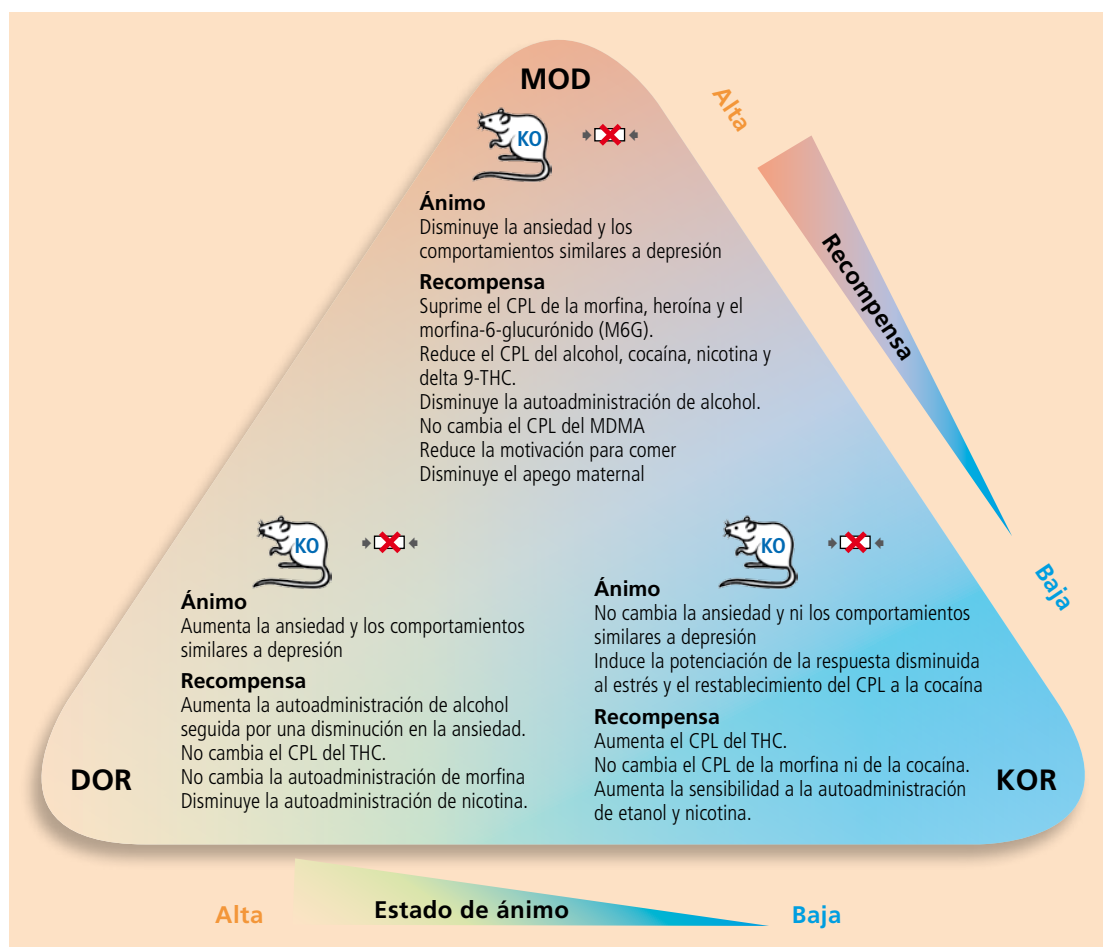 MOD
KO
Ánimo
Disminuye la ansiedad y los
comportamientos similares a depresión
Recompensa
Suprime el CPL de la morfina, heroína y el
morfina-6-glucurónido (M6G).
Reduce el CPL del alcohol, cocaína, nicotina y
delta 9-THC.
Disminuye la autoadministración de alcohol.
No cambia el CPL del MDMA
Reduce la motivación para comer
Disminuye el apego maternal
Alta
Recompensa
Baja
KO
Ánimo
Aumenta la ansiedad y los comportamientos
similares a depresión
Recompensa
Aumenta la autoadministración de alcohol
seguida por una disminución en la ansiedad.
No cambia el CPL del THC.
No cambia la autoadministración de morfina
Disminuye la autoadministración de nicotina.
DOR
KO
Ánimo
No cambia la ansiedad y ni los comportamientos
similares a depresión
Induce la potenciación de la respuesta disminuida
al estrés y el restablecimiento del CPL a la cocaína
Recompensa
Aumenta el CPL del THC.
No cambia el CPL de la morfina ni de la cocaína.
Aumenta la sensibilidad a la autoadministración
de etanol y nicotina.
KOR
Alta
Estado de ánimo
Baja